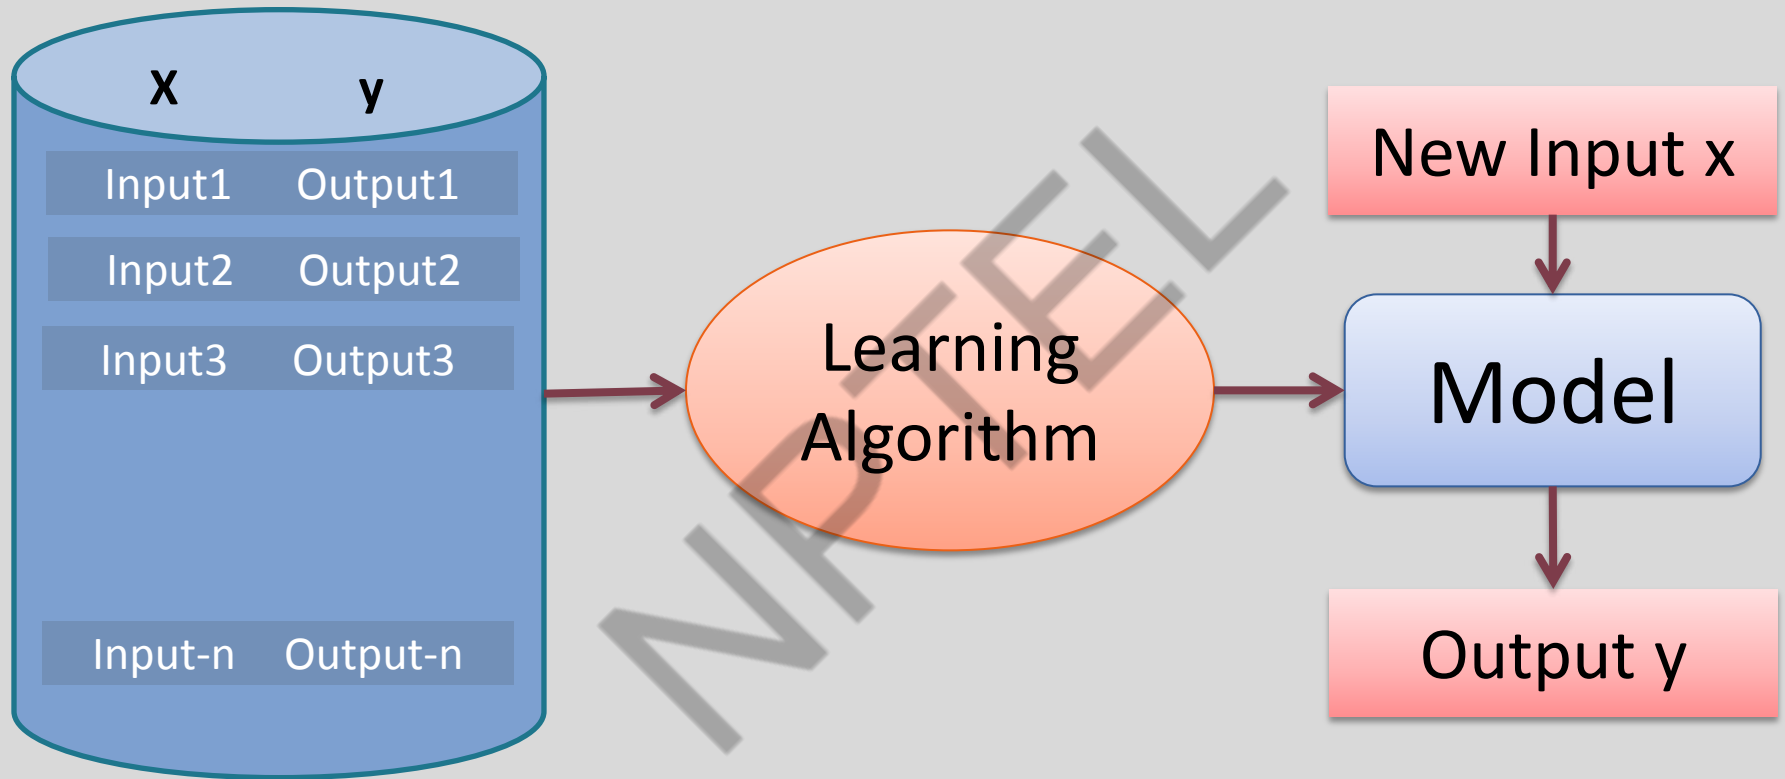 X y
Input1 Output1
Input2 Output2
Input3 Output3
Input-n Output-n
Learning
Algorithm
New Input x
Model
Output y
NPTEL